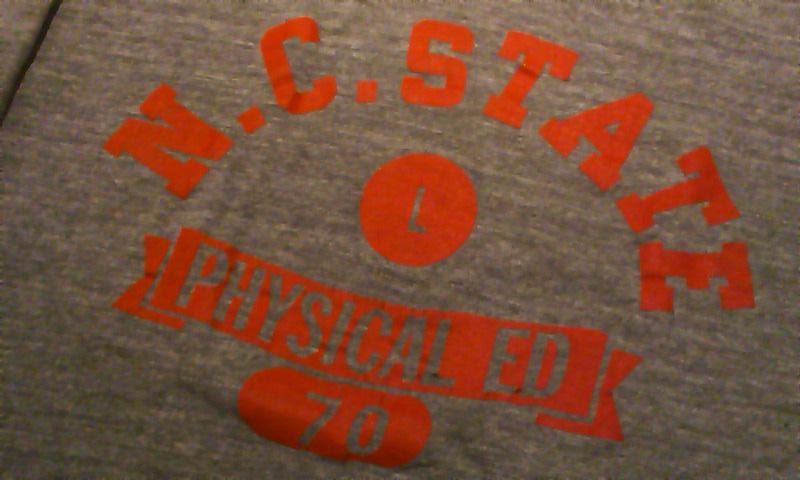 N.C.STATE
L
PHYSICAL ED
70